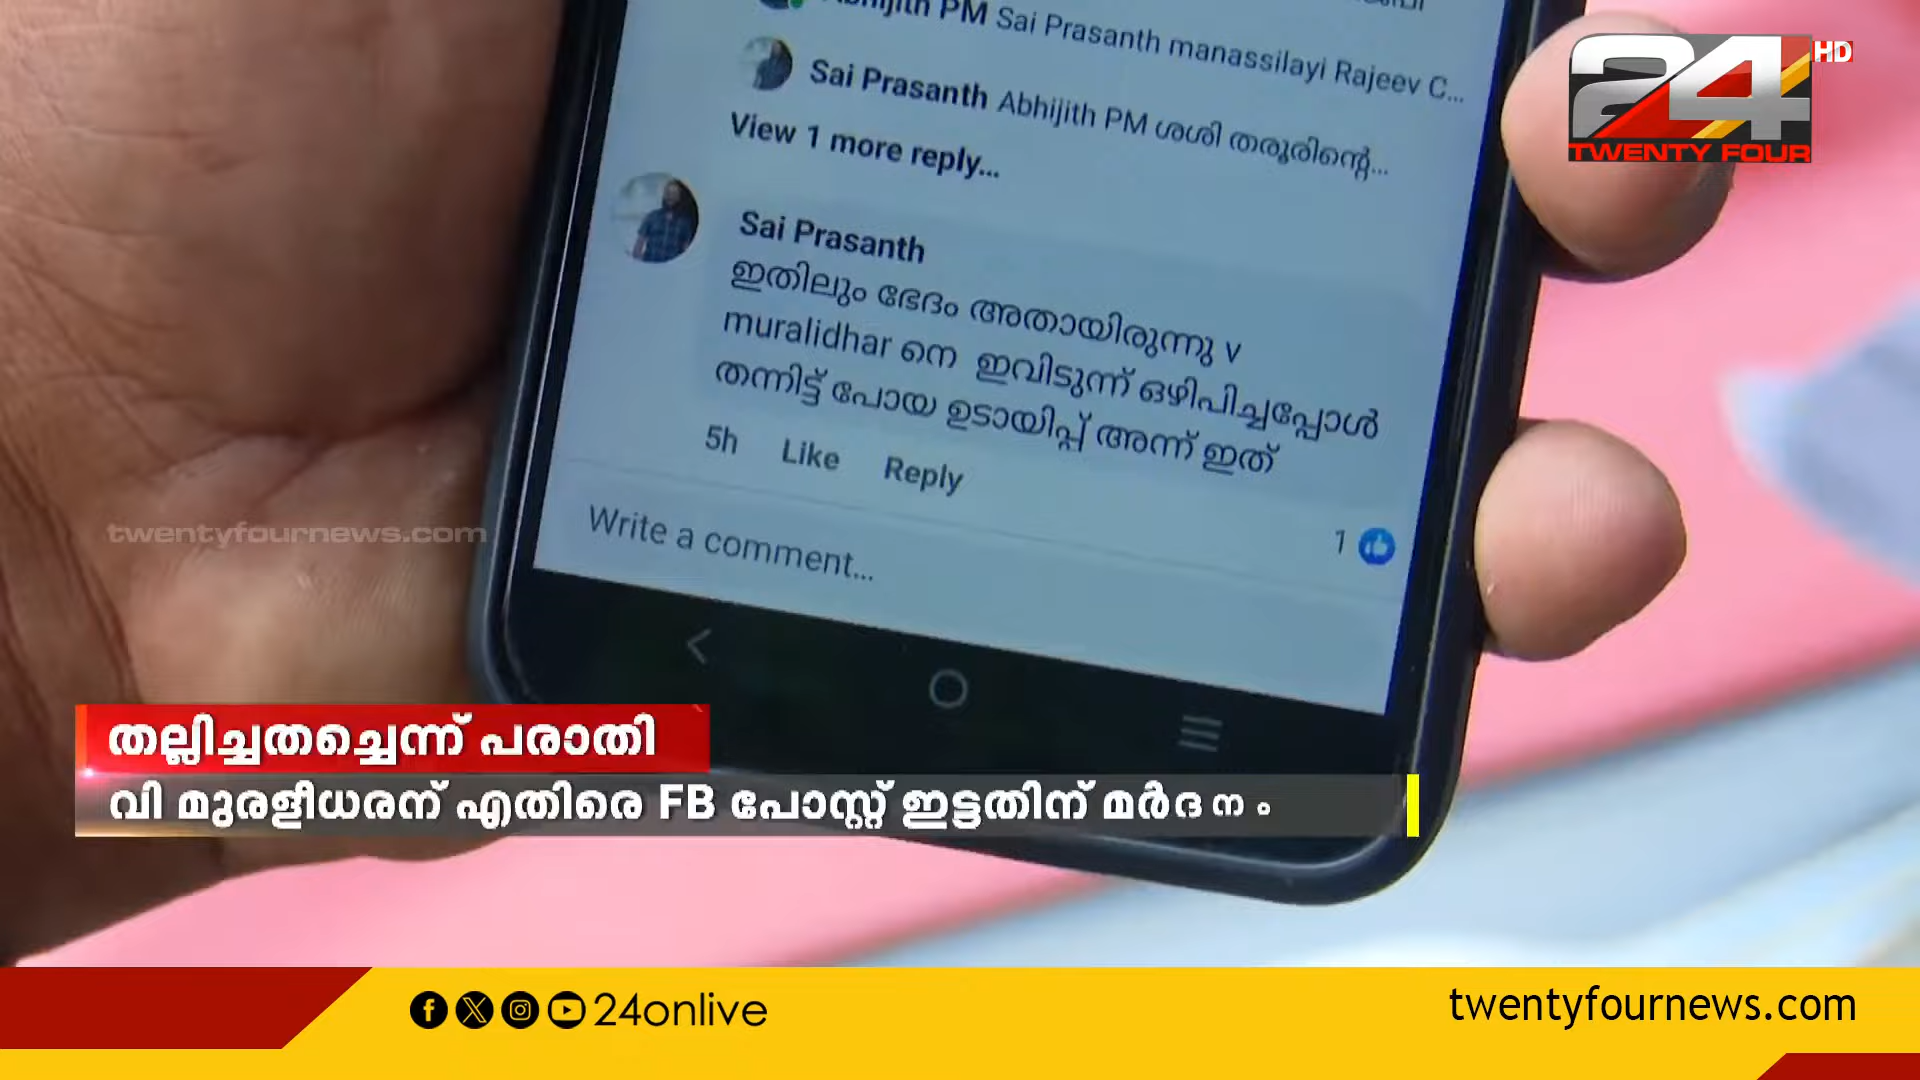 Abhijith PM Sai Prasanth manassilayi Rajeev C...
Sai Prasanth Abhijith PM ശശി തരൂരിന്റെ...
View 1 more reply...
Sai Prasanth
ഇതിലും ഭേദം അതായിരുന്നു v
muralidhar നെ ഇവിടുന്ന് ഒഴിപിച്ചപ്പോൾ
തന്നിട്ട് പോയ ഉടായിപ്പ് അന്ന് ഇത്
5h Like Reply
1
Write a comment...
24 HD
TWENTY FOUR
twentyfournews.com
തല്ലിച്ചതച്ചെന്ന് പരാതി
വി മുരളീധരന് എതിരെ FB പോസ്റ്റ് ഇട്ടതിന് മർദനം
24onlive
twentyfournews.com